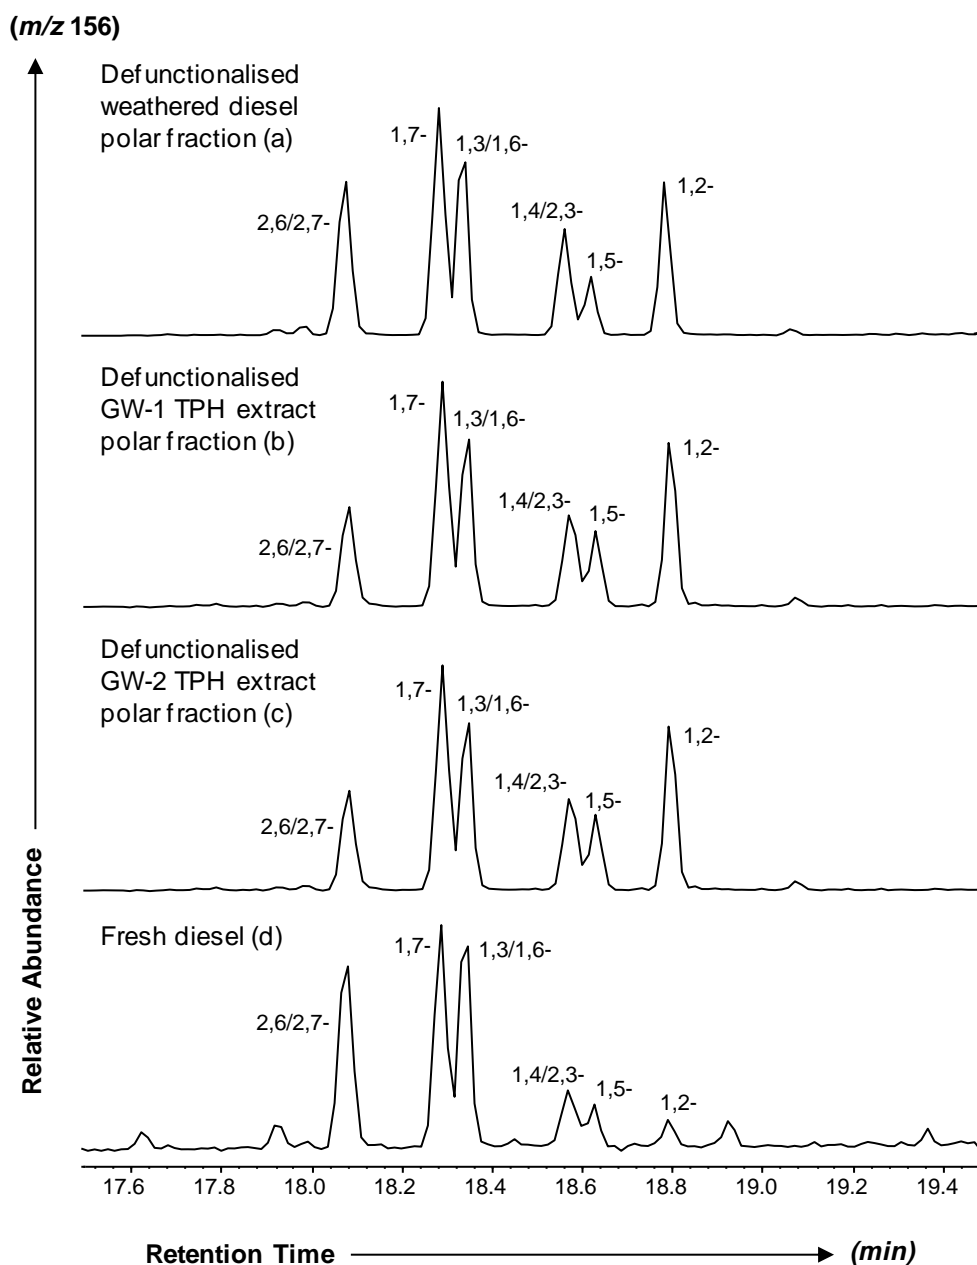 (m/z 156)
Defunctionalised
weathered diesel
polar fraction (a)
2,6/2,7-
1,7-
1,3/1,6-
1,4/2,3-
1,5-
1,2-
Defunctionalised
GW-1 TPH extract
polar fraction (b)
2,6/2,7-
1,7-
1,3/1,6-
1,4/2,3-
1,5-
1,2-
Defunctionalised
GW-2 TPH extract
polar fraction (c)
2,6/2,7-
1,7-
1,3/1,6-
1,4/2,3-
1,5-
1,2-
Fresh diesel (d)
2,6/2,7-
1,7-
1,3/1,6-
1,4/2,3-
1,5-
1,2-
Relative Abundance
17.6 17.8 18.0 18.2 18.4 18.6 18.8 19.0 19.2 19.4
Retention Time (min)